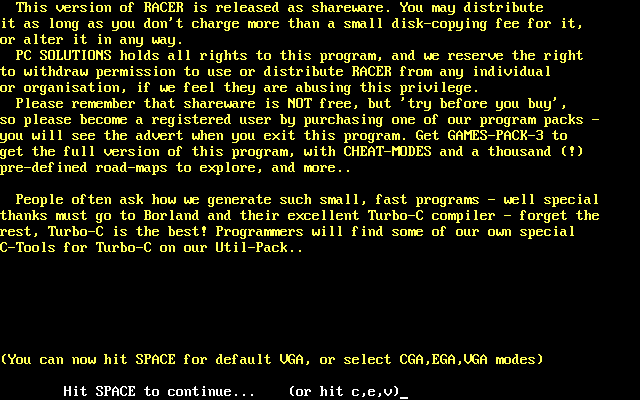 This version of RACER is released as shareware. You may distribute
it as long as you don't charge more than a small disk-copying fee for it,
or alter it in any way.
PC SOLUTIONS holds all rights to this program, and we reserve the right
to withdraw permission to use or distribute RACER from any individual
or organisation, if we feel they are abusing this privilege.
Please remember that shareware is NOT free, but 'try before you buy',
so please become a registered user by purchasing one of our program packs -
you will see the advert when you exit this program. Get GAMES-PACK-3 to
get the full version of this program, with CHEAT-MODES and a thousand (!)
pre-defined road-maps to explore, and more..
People often ask how we generate such small, fast programs - well special
thanks must go to Borland and their excellent Turbo-C compiler - forget the
rest, Turbo-C is the best! Programmers will find some of our own special
C-Tools for Turbo-C on our Util-Pack..
(You can now hit SPACE for default VGA, or select CGA,EGA,VGA modes)
Hit SPACE to continue... (or hit c,e,v)_